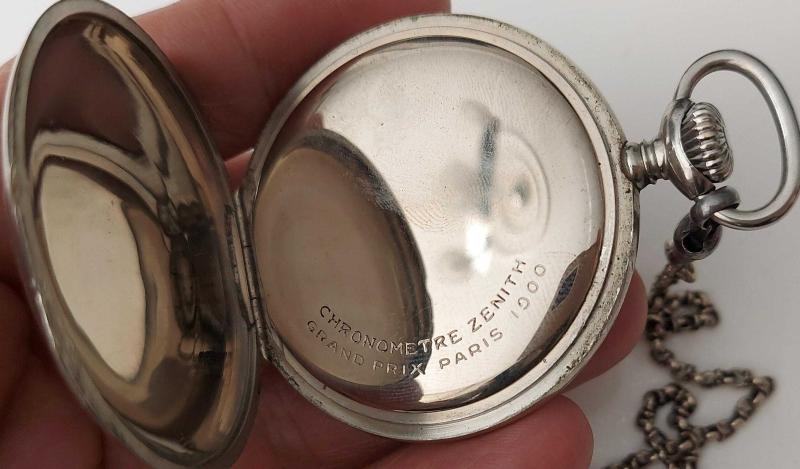 CHRONOMETRE ZENITH
GRAND PRIX PARIS 1900